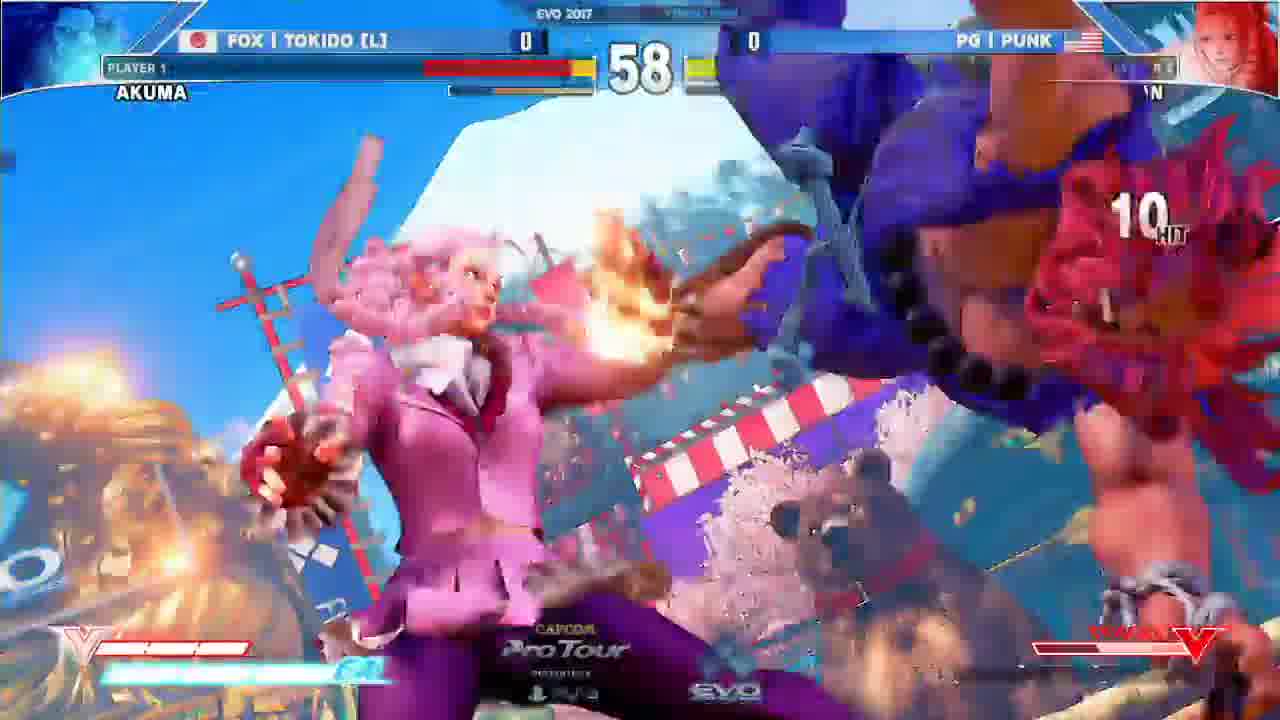 EVO 2017
FOX | TOKIDO [L]
0
58
0
PG | PUNK
PLAYER 1
AKUMA
10
HIT
CAPCOM
Pro Tour
EVO